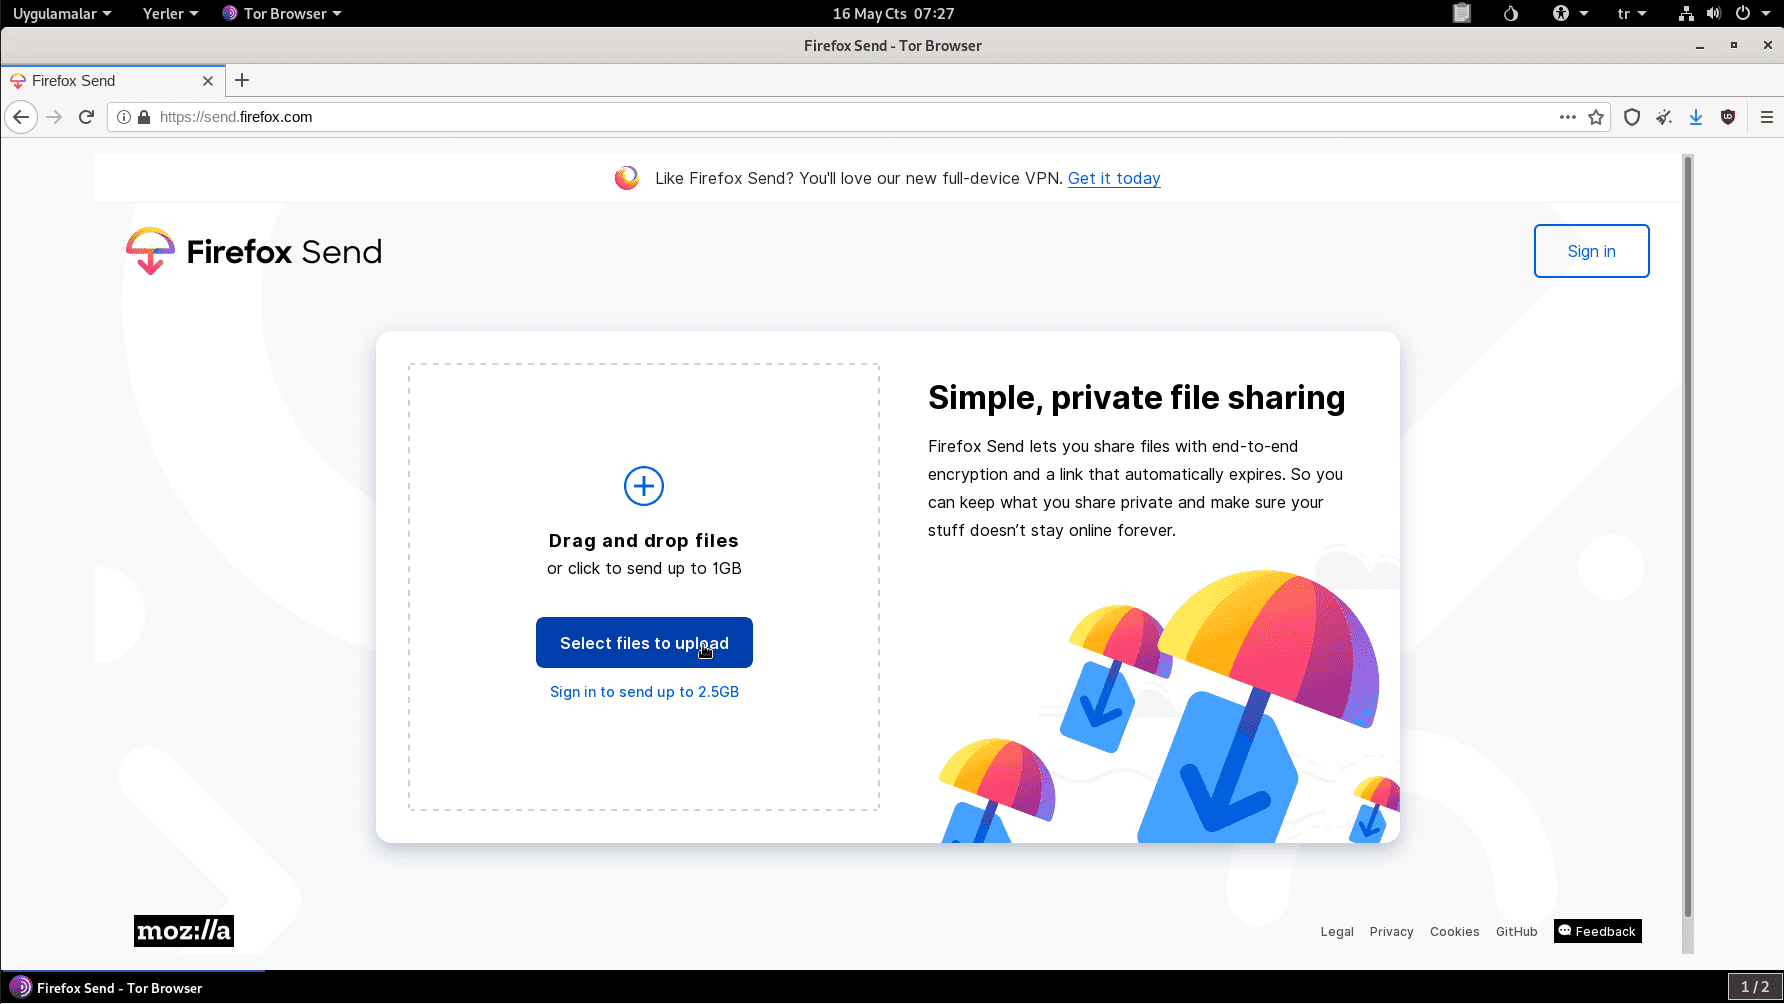 Uygulamalar Yerler Tor Browser 16 May Cts 07:27 tr
Firefox Send - Tor Browser
Firefox Send
https://send.firefox.com
Like Firefox Send? You'll love our new full-device VPN. Get it today
Firefox Send
Sign in
Drag and drop files
or click to send up to 1GB
Select files to upload
Sign in to send up to 2.5GB
Simple, private file sharing
Firefox Send lets you share files with end-to-end
encryption and a link that automatically expires. So you
can keep what you share private and make sure your
stuff doesn’t stay online forever.
moz://a
Legal Privacy Cookies GitHub Feedback
Firefox Send - Tor Browser
1 / 2